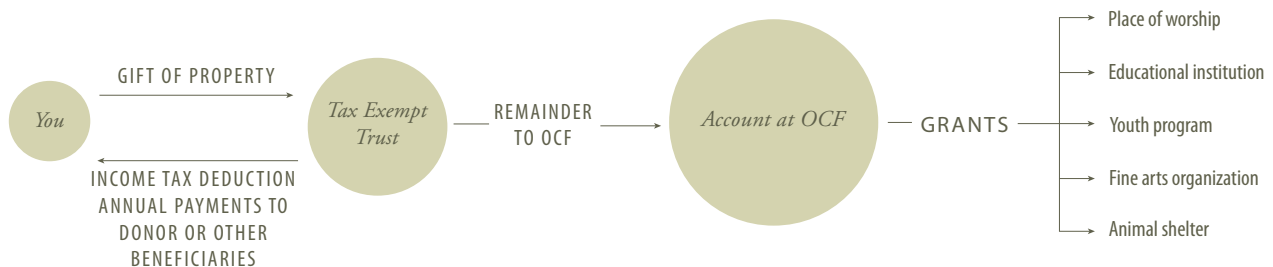 You
GIFT OF PROPERTY
INCOME TAX DEDUCTION
ANNUAL PAYMENTS TO
DONOR OR OTHER
BENEFICIARIES
Tax Exempt
Trust
REMAINDER
TO OCF
Account at OCF
GRANTS
Place of worship
Educational institution
Youth program
Fine arts organization
Animal shelter